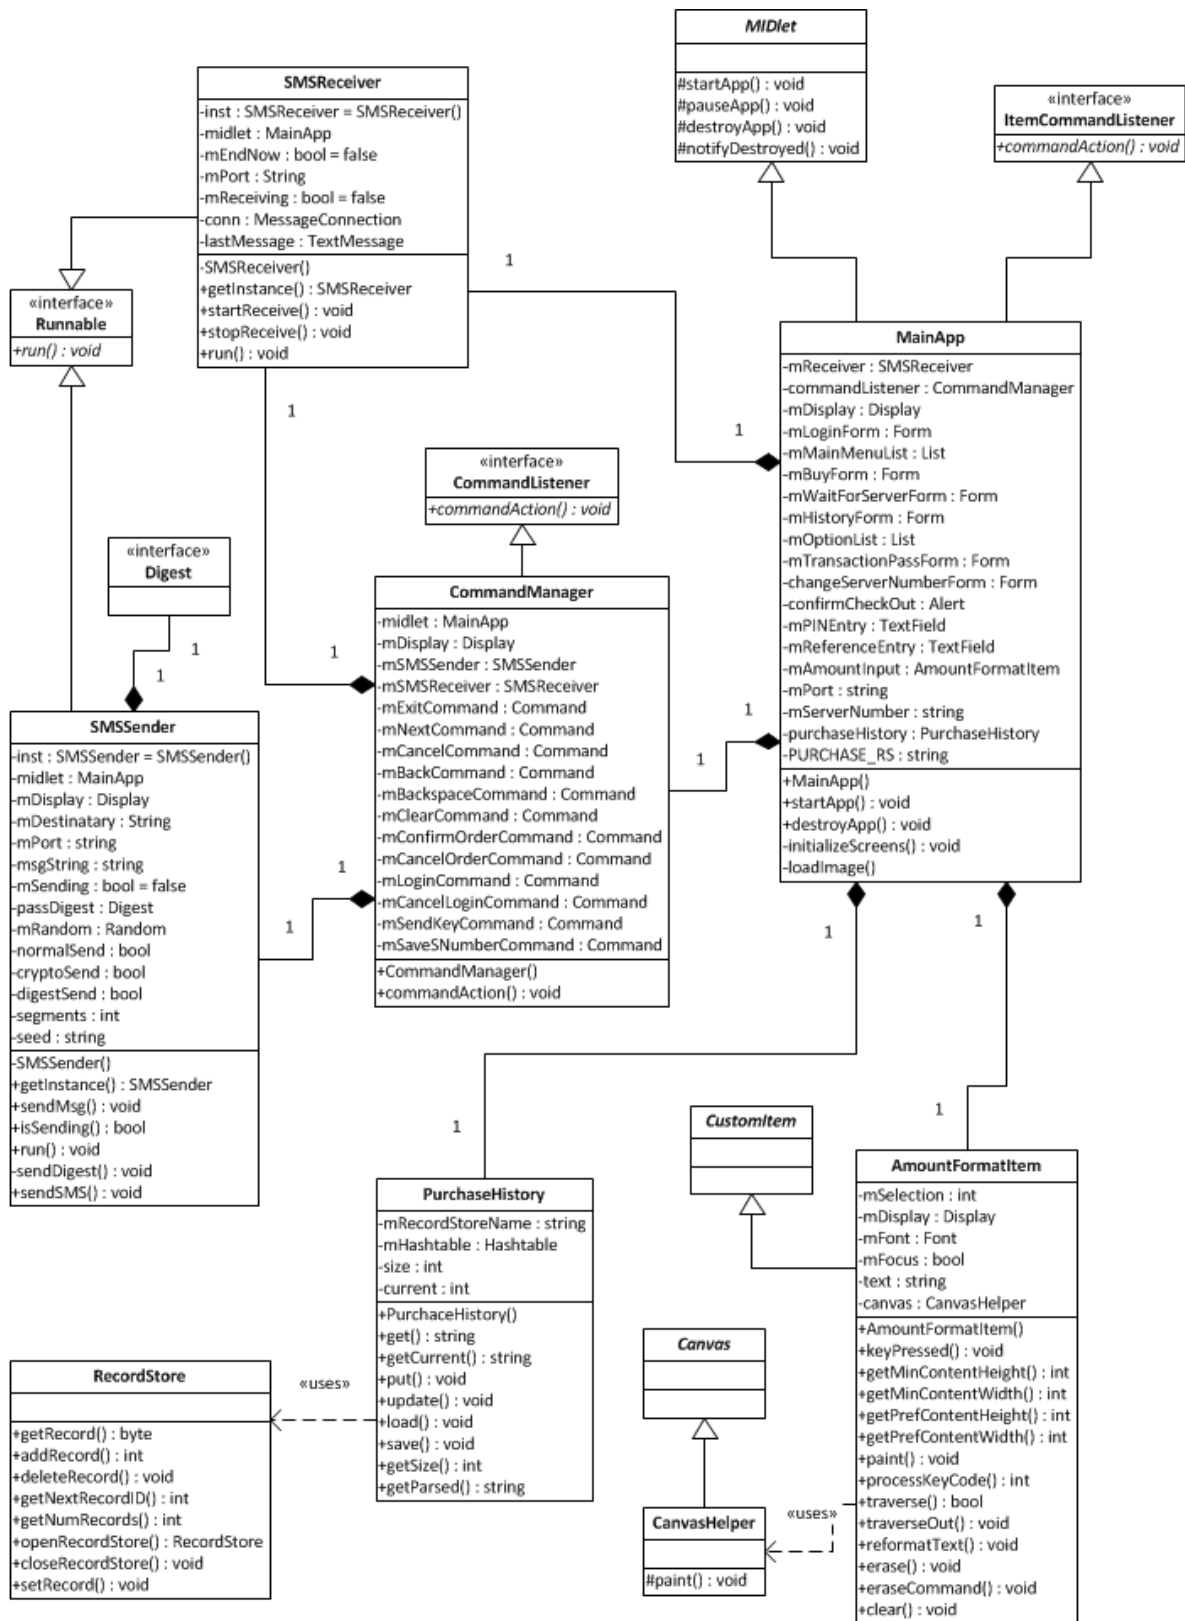 MIDlet
#startApp() : void
#pauseApp() : void
#destroyApp() : void
#notifyDestroyed() : void
«interface»
ItemCommandListener
+commandAction() : void
SMSReceiver
-inst : SMSReceiver = SMSReceiver()
-midlet : MainApp
-mEndNow : bool = false
-mPort : String
-mReceiving : bool = false
-conn : MessageConnection
-lastMessage : TextMessage
-SMSReceiver()
+getInstance() : SMSReceiver
+startReceive() : void
+stopReceive() : void
+run() : void
1
1
«interface»
Runnable
+run() : void
MainApp
-mReceiver : SMSReceiver
-commandListener : CommandManager
-mDisplay : Display
-mLoginForm : Form
-mMainMenuList : List
-mBuyForm : Form
-mWaitForServerForm : Form
-mHistoryForm : Form
-mOptionList : List
-mTransactionPassForm : Form
-changeServerNumberForm : Form
-confirmCheckOut : Alert
-mPINEntry : TextField
-mReferenceEntry : TextField
-mAmountInput : AmountFormatItem
-mPort : string
-mServerNumber : string
-purchaseHistory : PurchaseHistory
-PURCHASE_RS : string
+MainApp()
+startApp() : void
+destroyApp() : void
-initializeScreens() : void
-loadImage()
1
1
1
1
1
«interface»
CommandListener
+commandAction() : void
«interface»
Digest
1
1
CommandManager
-midlet : MainApp
-mDisplay : Display
-mSMSSender : SMSSender
-mSMSReceiver : SMSReceiver
-mExitCommand : Command
-mNextCommand : Command
-mCancelCommand : Command
-mBackCommand : Command
-mBackspaceCommand : Command
-mClearCommand : Command
-mConfirmOrderCommand : Command
-mCancelOrderCommand : Command
-mLoginCommand : Command
-mCancelLoginCommand : Command
-mSendKeyCommand : Command
-mSaveSNumberCommand : Command
+CommandManager()
+commandAction() : void
1
1
1
SMSSender
-inst : SMSSender = SMSSender()
-midlet : MainApp
-mDisplay : Display
-mDestinatary : String
-mPort : string
-msgString : string
-mSending : bool = false
-passDigest : Digest
-mRandom : Random
-normalSend : bool
-cryptoSend : bool
-digestSend : bool
-segments : int
-seed : string
-SMSSender()
+getInstance() : SMSSender
+sendMsg() : void
+isSending() : bool
+run() : void
-sendDigest() : void
+sendSMS() : void
1
PurchaseHistory
-mRecordStoreName : string
-mHashtable : Hashtable
-size : int
-current : int
+PurchaceHistory()
+get() : string
+getCurrent() : string
+put() : void
+update() : void
+load() : void
+save() : void
+getSize() : int
+getParsed() : string
«uses»
RecordStore
+getRecord() : byte
+addRecord() : int
+deleteRecord() : void
+getNextRecordID() : int
+getNumRecords() : int
+openRecordStore() : RecordStore
+closeRecordStore() : void
+setRecord() : void
CustomItem
1
AmountFormatItem
-mSelection : int
-mDisplay : Display
-mFont : Font
-mFocus : bool
-text : string
-canvas : CanvasHelper
+AmountFormatItem()
+keyPressed() : void
+getMinContentHeight() : int
+getMinContentWidth() : int
+getPrefContentHeight() : int
+getPrefContentWidth() : int
+paint() : void
+processKeyCode() : int
+traverse() : bool
+traverseOut() : void
+reformatText() : void
+erase() : void
+eraseCommand() : void
+clear() : void
Canvas
CanvasHelper
#paint() : void
«uses»